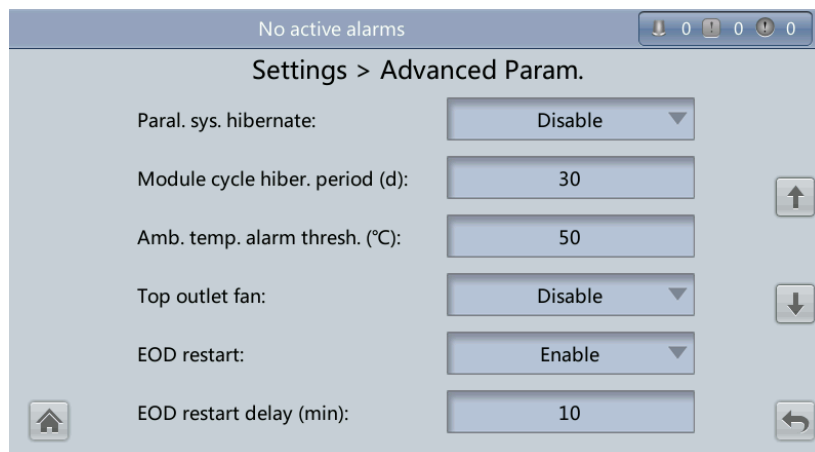 No active alarms 0 0 0
Settings > Advanced Param.
Paral. sys. hibernate: Disable
Module cycle hiber. period (d): 30
Amb. temp. alarm thresh. (℃): 50
Top outlet fan: Disable
EOD restart: Enable
EOD restart delay (min): 10